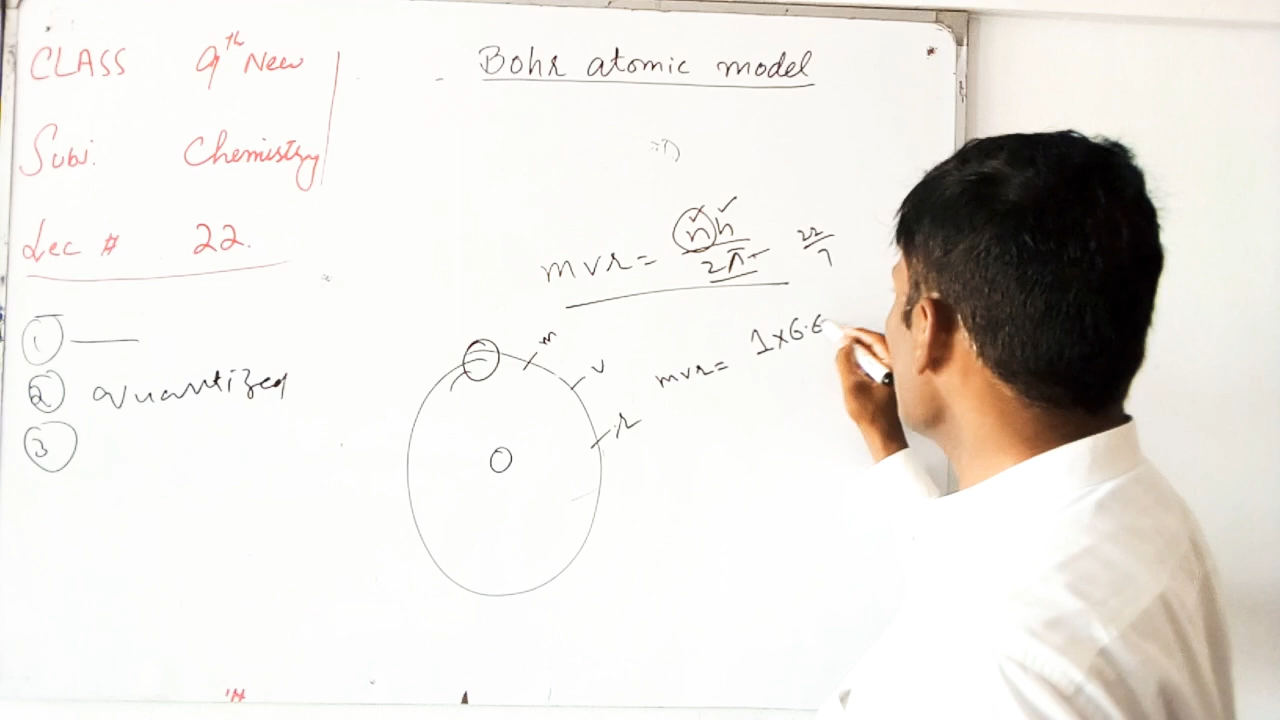 CLASS 9th New
Subj. Chemistry
Lec # 22.
Bohr atomic model
mvr = nh/2π 22/7
mvr = 1×6.6
① 
② Quantized
③
m
v
r